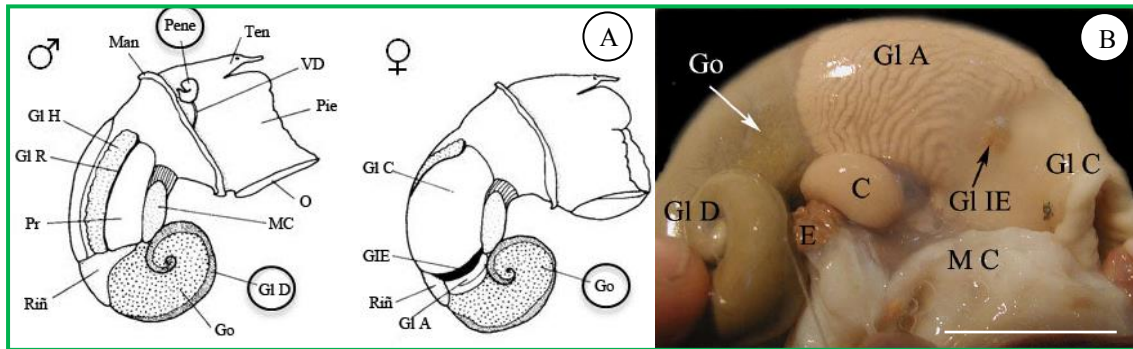 ♂
Pene
Man
Ten
VD
Pie
Gl H
Gl R
Pr
MC
O
Riñ
Go
Gl D
♀
A
Gl C
GIE
Riñ
Gl A
Go
B
Gl A
Go
Gl C
C
Gl IE
Gl D
E
M C